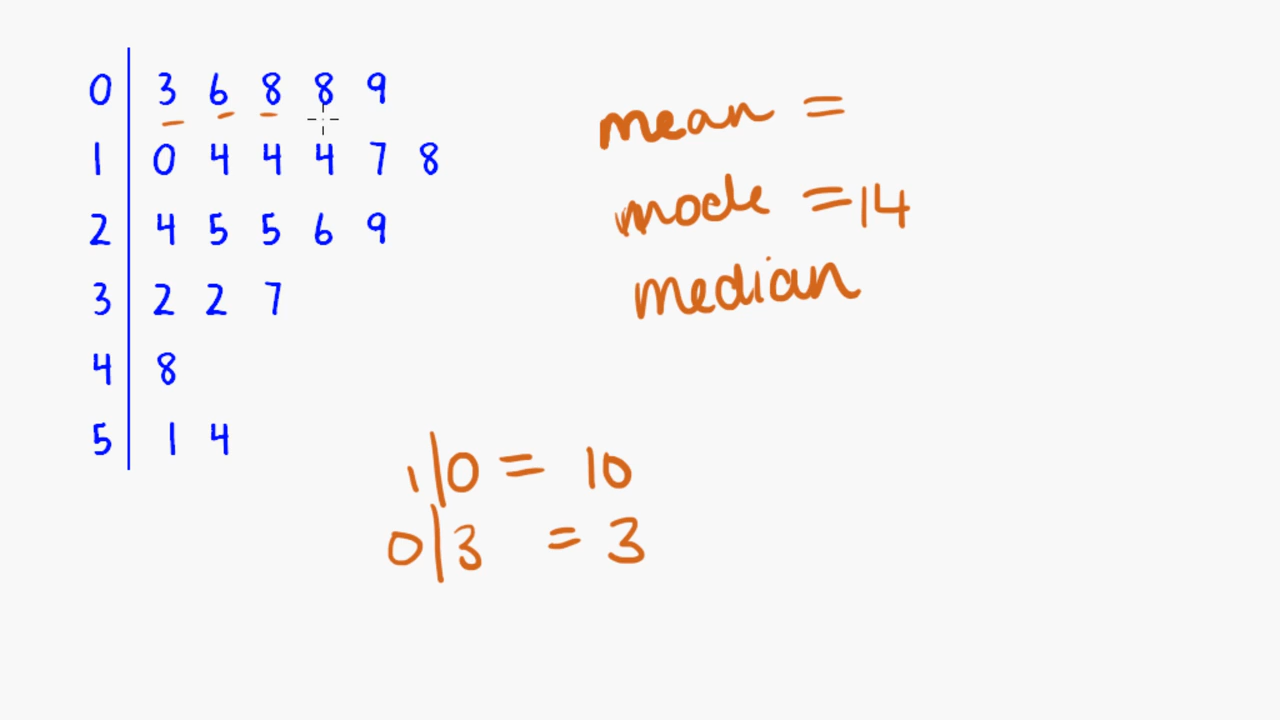 0 | 3 6 8 8 9
1 | 0 4 4 4 7 8
2 | 4 5 5 6 9
3 | 2 2 7
4 | 8
5 | 1 4
mean =
mode = 14
median
1|0 = 10
0|3 = 3